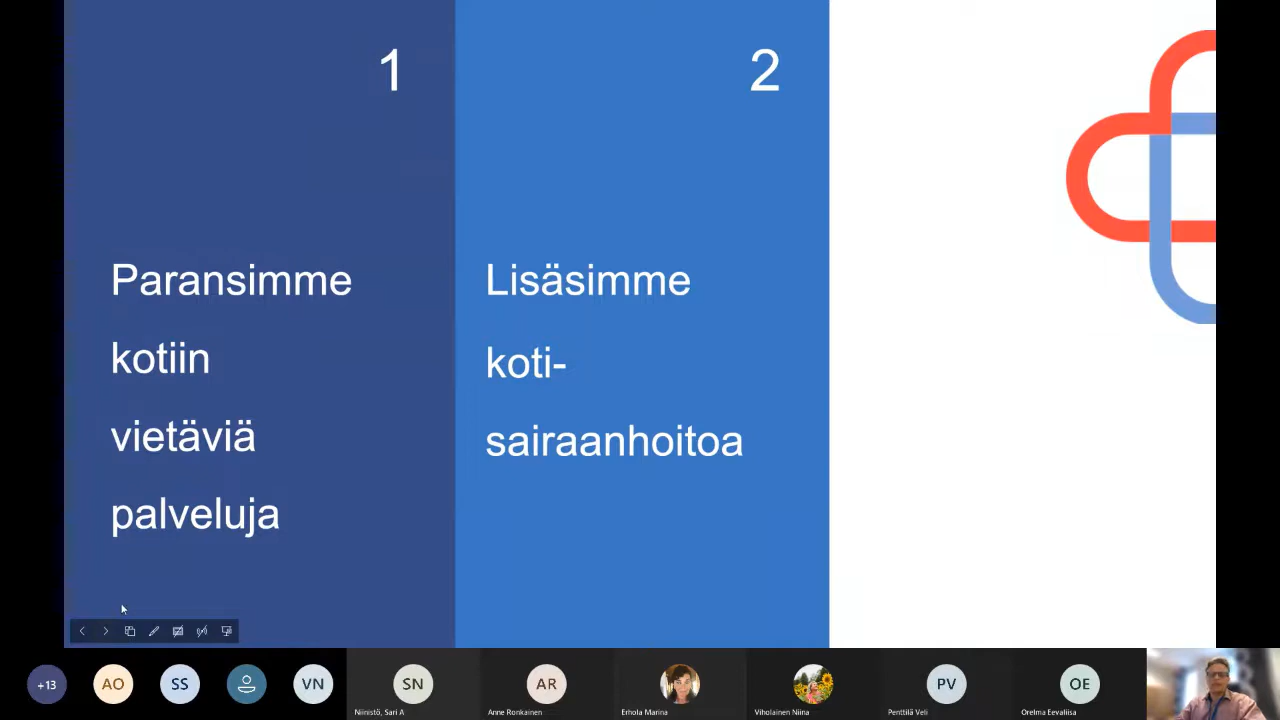 1
Paransimme
kotiin
vietäviä
palveluja
2
Lisäsimme
koti-
sairaanhoitoa
+13
AO
SS
VN
SN
Niinistö, Sari A
AR
Anne Ronkainen
Erhola Marina
Viholainen Niina
PV
Penttilä Veli
OE
Orelma Eevaliisa